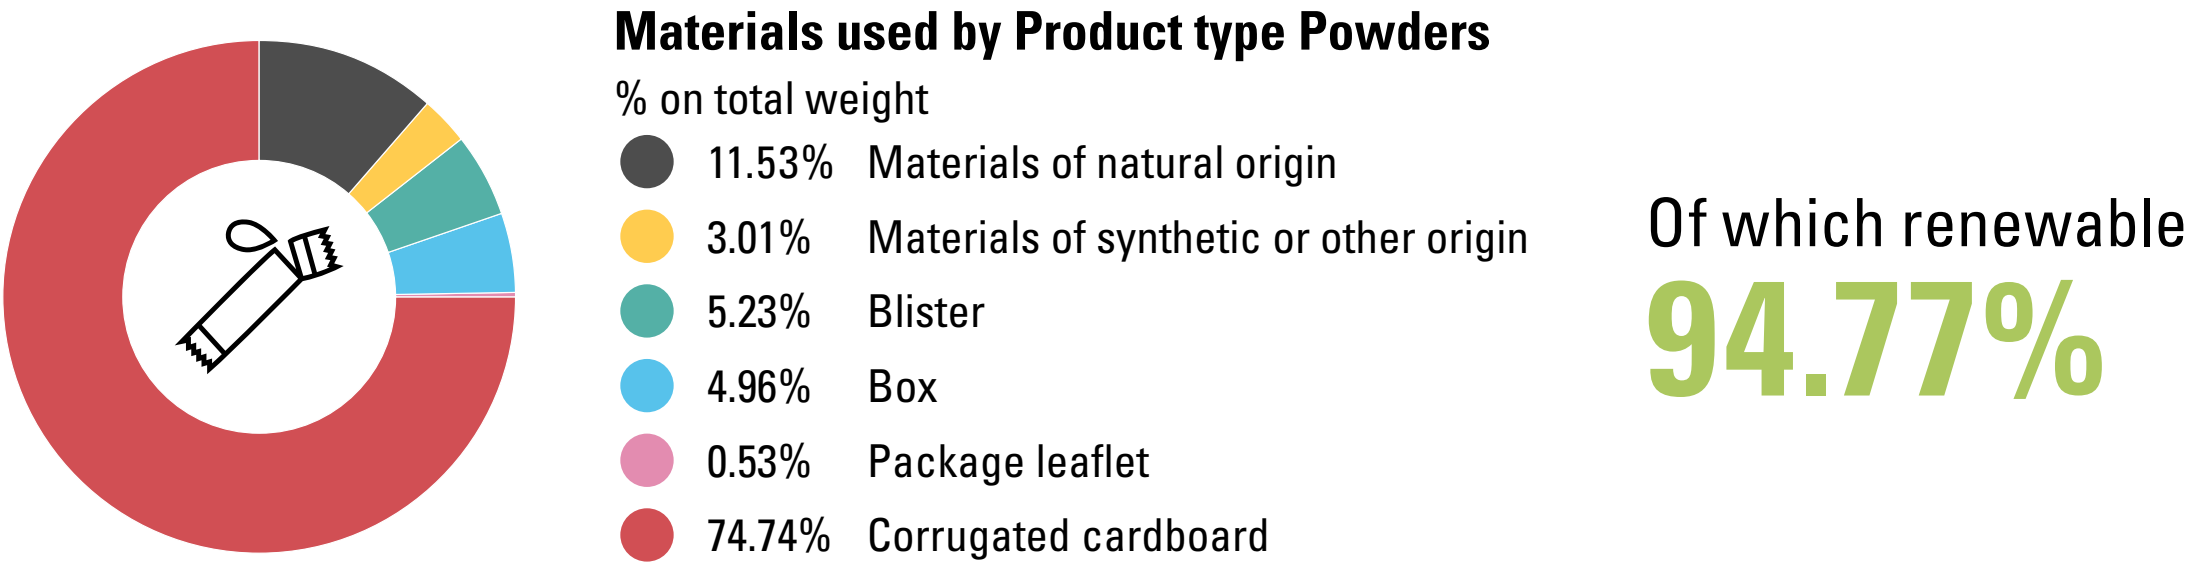 Materials used by Product type Powders
% on total weight
11.53% Materials of natural origin
3.01% Materials of synthetic or other origin
5.23% Blister
4.96% Box
0.53% Package leaflet
74.74% Corrugated cardboard
Of which renewable
94.77%